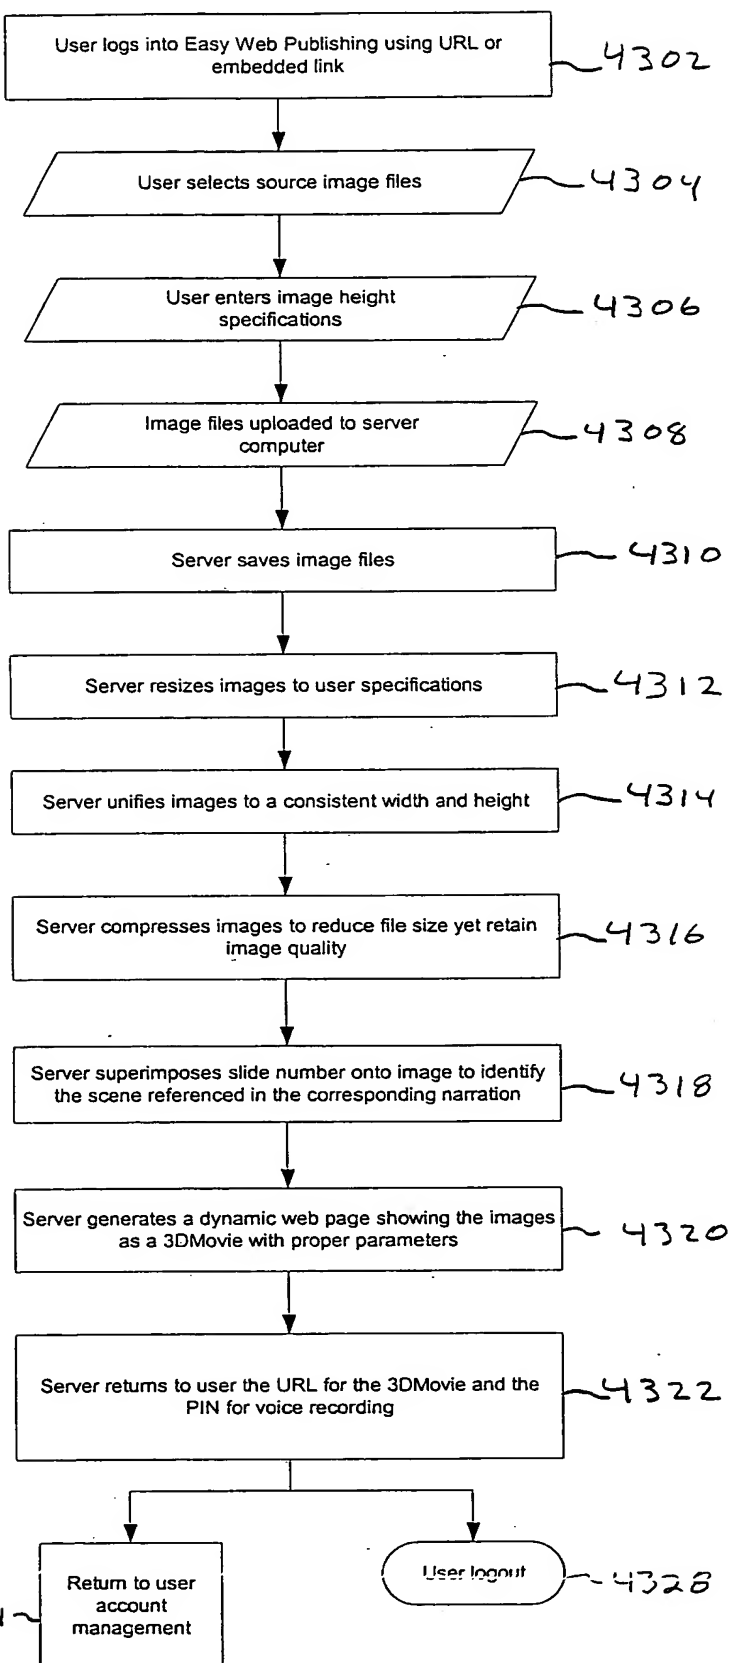 User logs into Easy Web Publishing using URL or
embedded link
4302
User selects source image files
4304
User enters image height
specifications
4306
Image files uploaded to server
computer
4308
Server saves image files
4310
Server resizes images to user specifications
4312
Server unifies images to a consistent width and height
4314
Server compresses images to reduce file size yet retain
image quality
4316
Server superimposes slide number onto image to identify
the scene referenced in the corresponding narration
4318
Server generates a dynamic web page showing the images
as a 3DMovie with proper parameters
4320
Server returns to user the URL for the 3DMovie and the
PIN for voice recording
4322
Return to user
account
management
User logout
4328